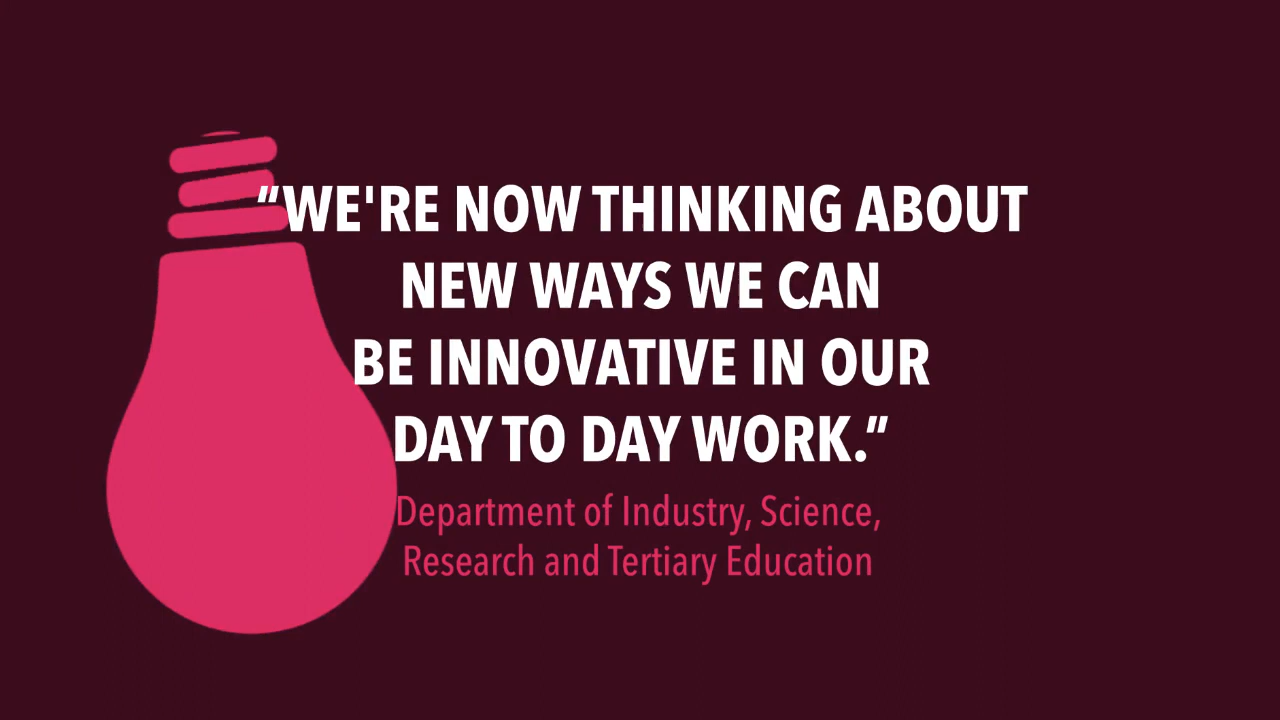 “WE'RE NOW THINKING ABOUT
NEW WAYS WE CAN
BE INNOVATIVE IN OUR
DAY TO DAY WORK.”
Department of Industry, Science,
Research and Tertiary Education